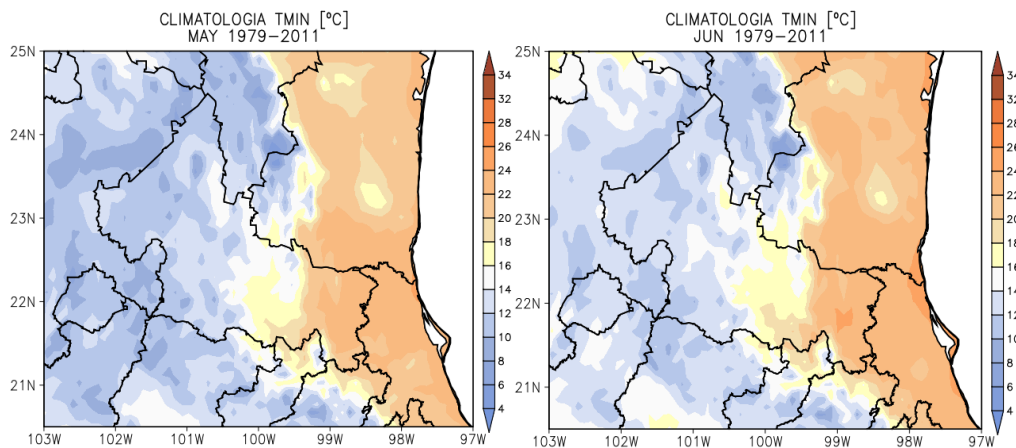 CLIMATOLOGIA TMIN [ºC]
MAY 1979–2011
25N
24N
23N
22N
21N
103W
102W
101W
100W
99W
98W
97W
34
32
28
26
24
22
20
18
16
14
12
10
8
6
4
CLIMATOLOGIA TMIN [ºC]
JUN 1979–2011
25N
24N
23N
22N
21N
103W
102W
101W
100W
99W
98W
97W
34
32
28
26
24
22
20
18
16
14
12
10
8
6
4